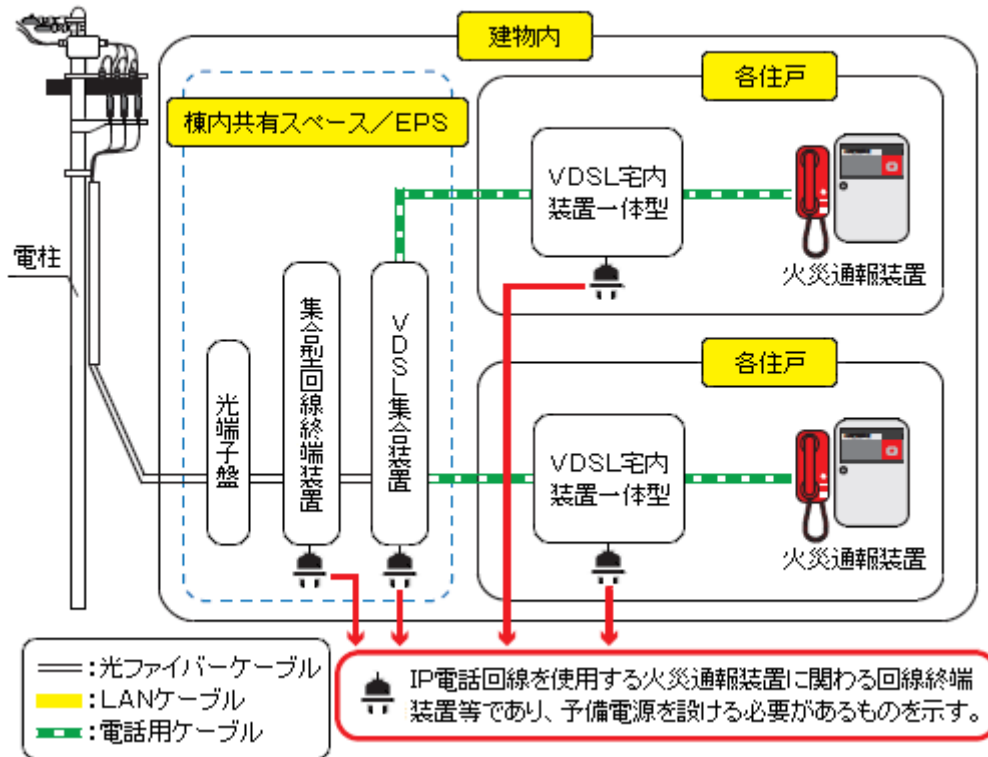 建物内
各住戸
棟内共有スペース／EPS
VDSL宅内
装置一体型
火災通報装置
電柱
光端子盤
集合型回線終端装置
VDSL集合装置
各住戸
VDSL宅内
装置一体型
火災通報装置
：光ファイバーケーブル
：LANケーブル
：電話用ケーブル
IP電話回線を使用する火災通報装置に関わる回線終端
装置等であり、予備電源を設ける必要があるものを示す。